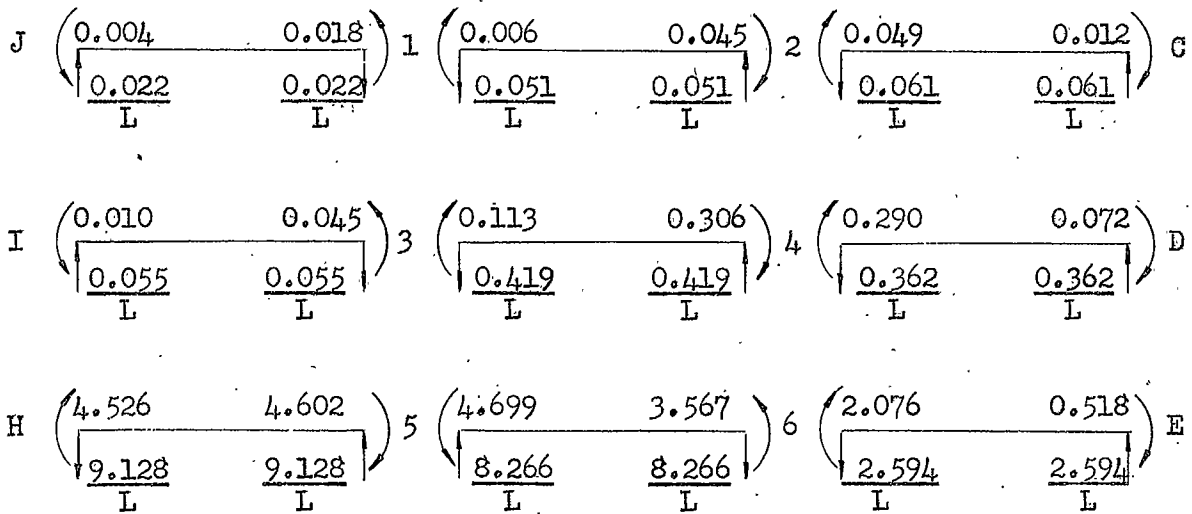 J 0.004 0.018 1 0.006 0.045 2 0.049 0.012 C
0.022 0.022 0.051 0.051 0.061 0.061
L L L L L L
I 0.010 0.045 3 0.113 0.306 4 0.290 0.072 D
0.055 0.055 0.419 0.419 0.362 0.362
L L L L L L
H 4.526 4.602 5 4.699 3.567 6 2.076 0.518 E
9.128 9.128 8.266 8.266 2.594 2.594
L L L L L L